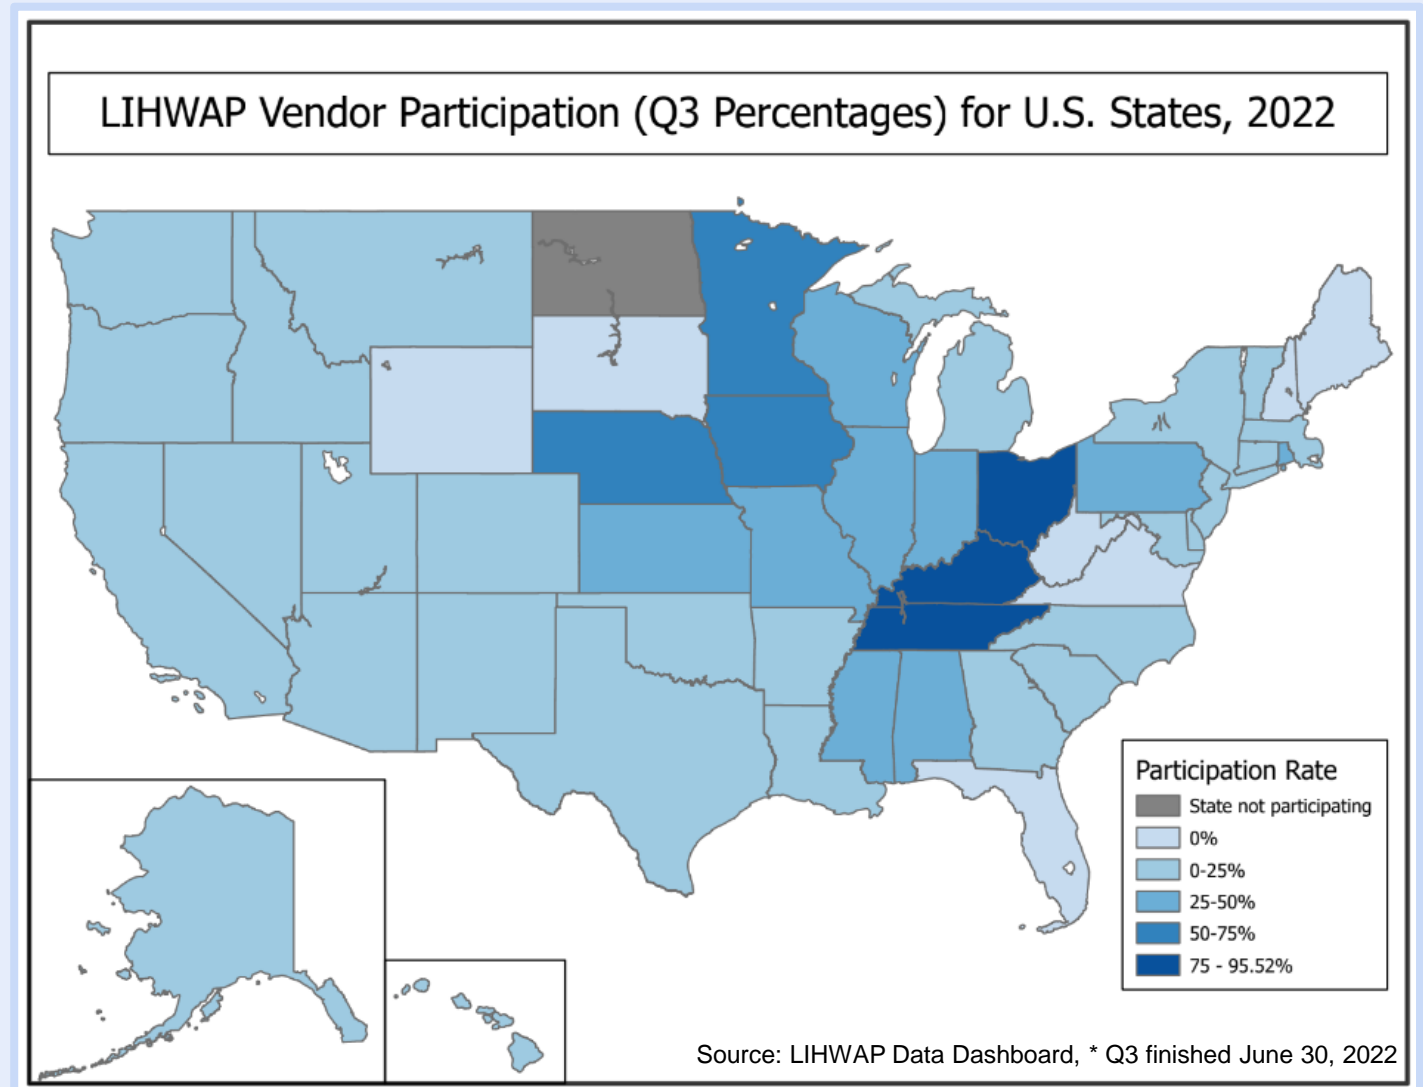 LIHWAP Vendor Participation (Q3 Percentages) for U.S. States, 2022
Participation Rate
State not participating
0%
0-25%
25-50%
50-75%
75 - 95.52%
Source: LIHWAP Data Dashboard, * Q3 finished June 30, 2022